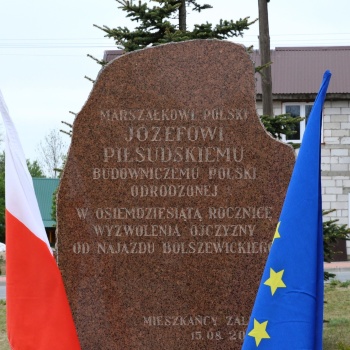 MARSZAŁKOWI POLSKI
JÓZEFOWI
PIŁSUDSKIEMU
BUDOWNICZEMU POLSKI
ODRODZONEJ
W OSIEMDZIESIĄTĄ ROCZNICĘ
WYZWOLENIA OJCZYZNY
OD NAJAZDU BOLSZEWICKIEGO
MIESZKAŃCY
15.08